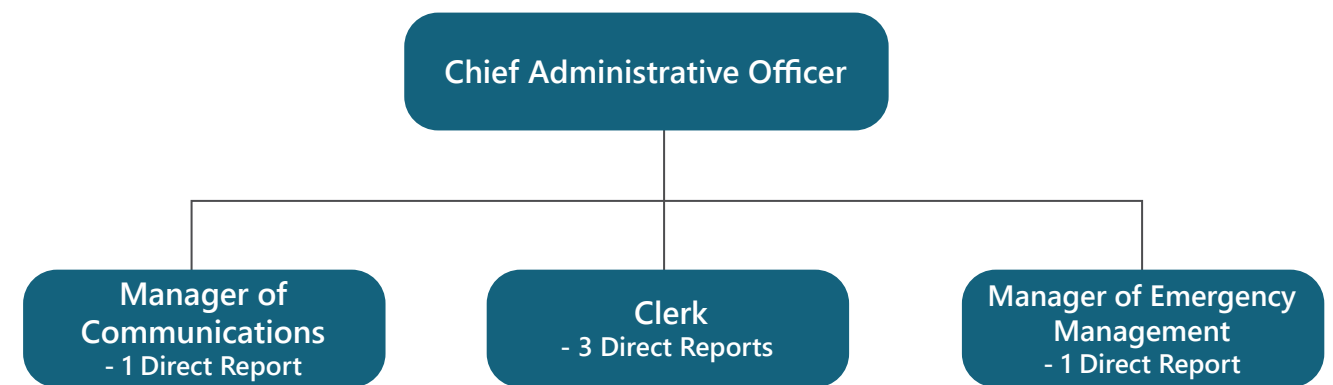 Chief Administrative Officer
Manager of
Communications
- 1 Direct Report
Clerk
- 3 Direct Reports
Manager of Emergency
Management
- 1 Direct Report